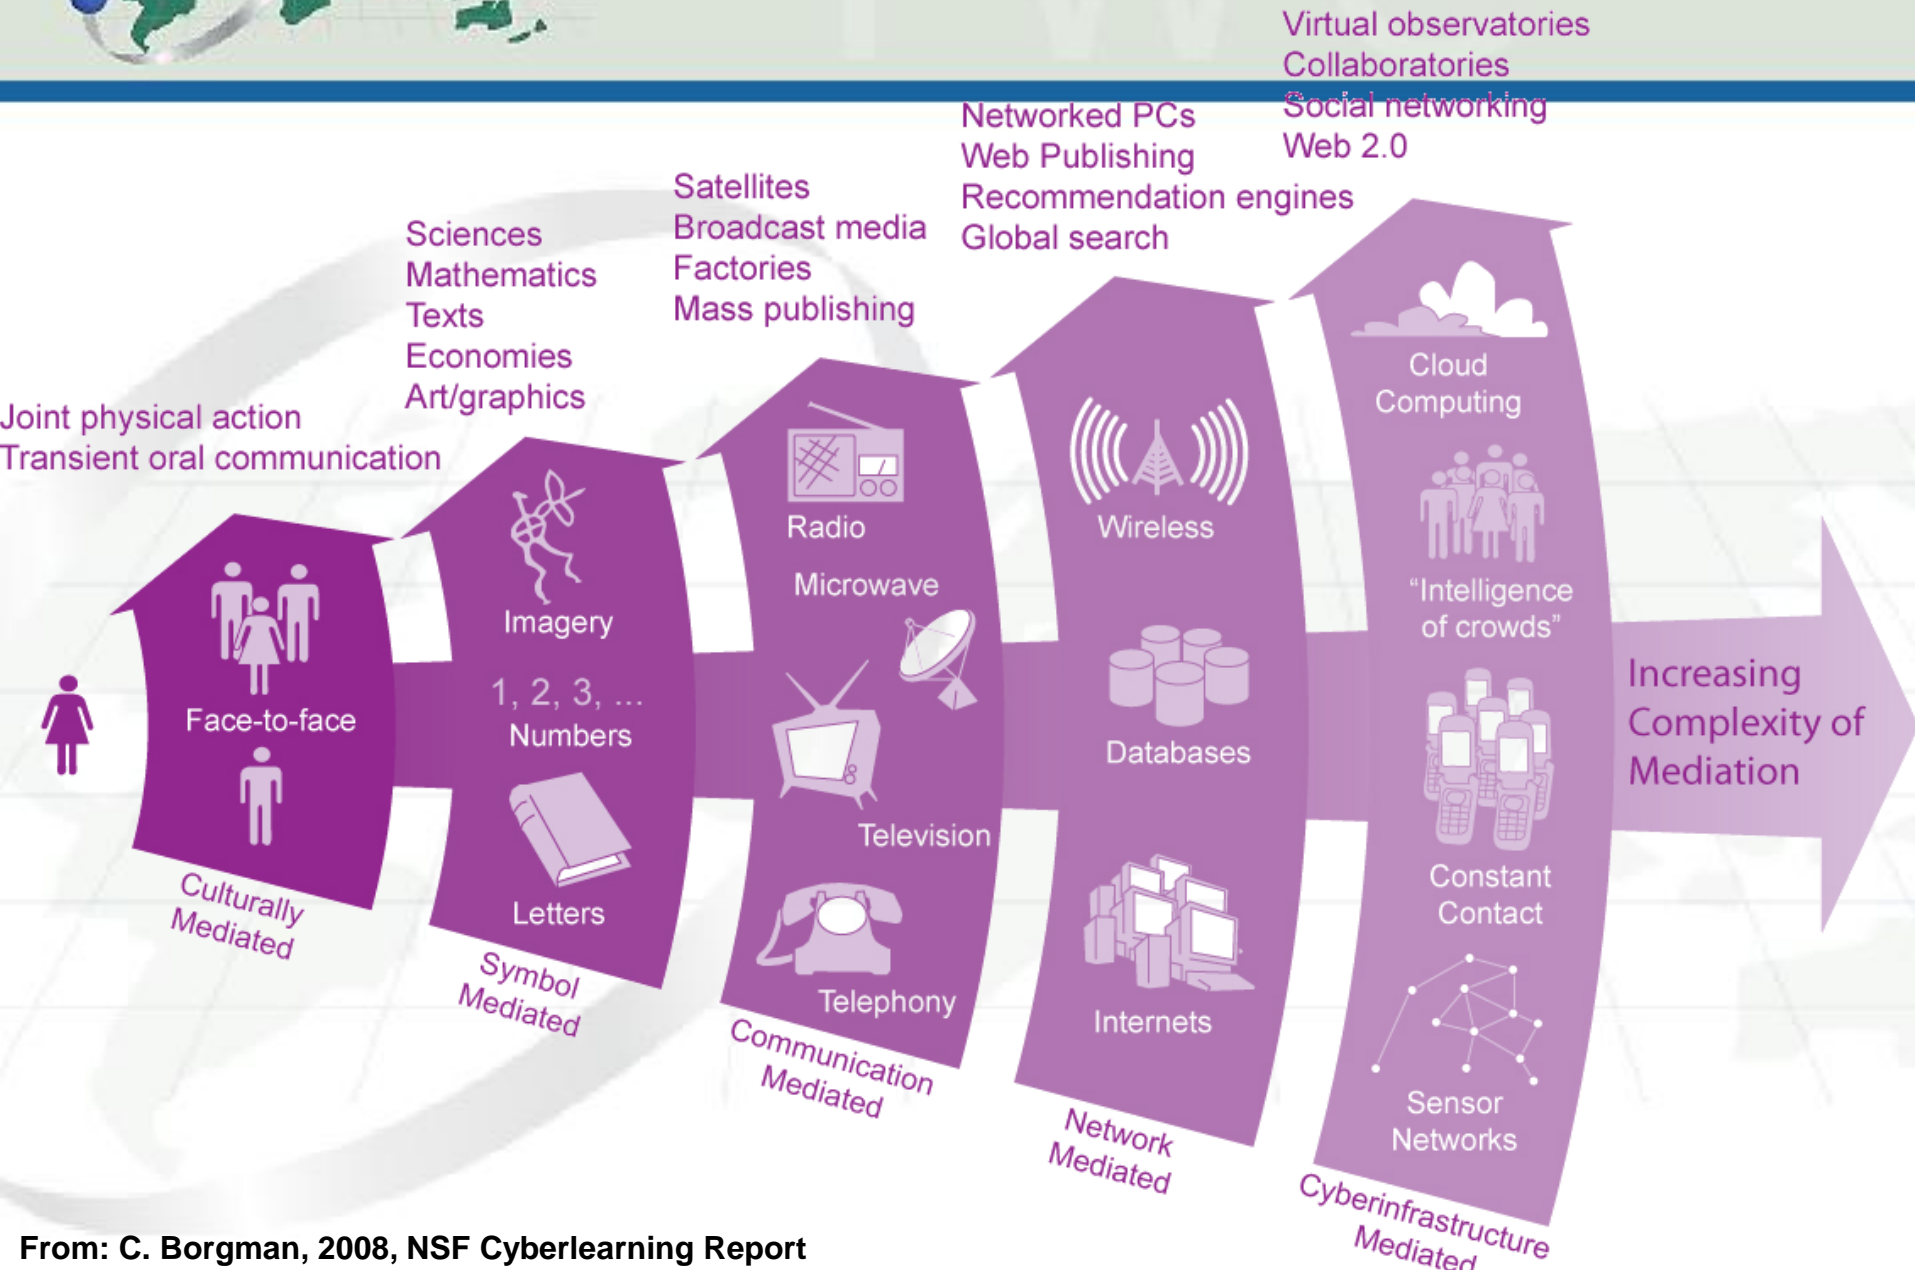 Virtual observatories
Collaboratories
Social networking
Web 2.0
Networked PCs
Web Publishing
Recommendation engines
Global search
Satellites
Broadcast media
Factories
Mass publishing
Sciences
Mathematics
Texts
Economies
Art/graphics
Joint physical action
Transient oral communication
Face-to-face
Culturally
Mediated
Imagery
1, 2, 3, ...
Numbers
Letters
Symbol
Mediated
Radio
Microwave
Television
Telephony
Communication
Mediated
Wireless
Databases
Internets
Network
Mediated
Cloud
Computing
“Intelligence
of crowds”
Constant
Contact
Sensor
Networks
Cyberinfrastructure
Mediated
Increasing
Complexity of
Mediation
From: C. Borgman, 2008, NSF Cyberlearning Report